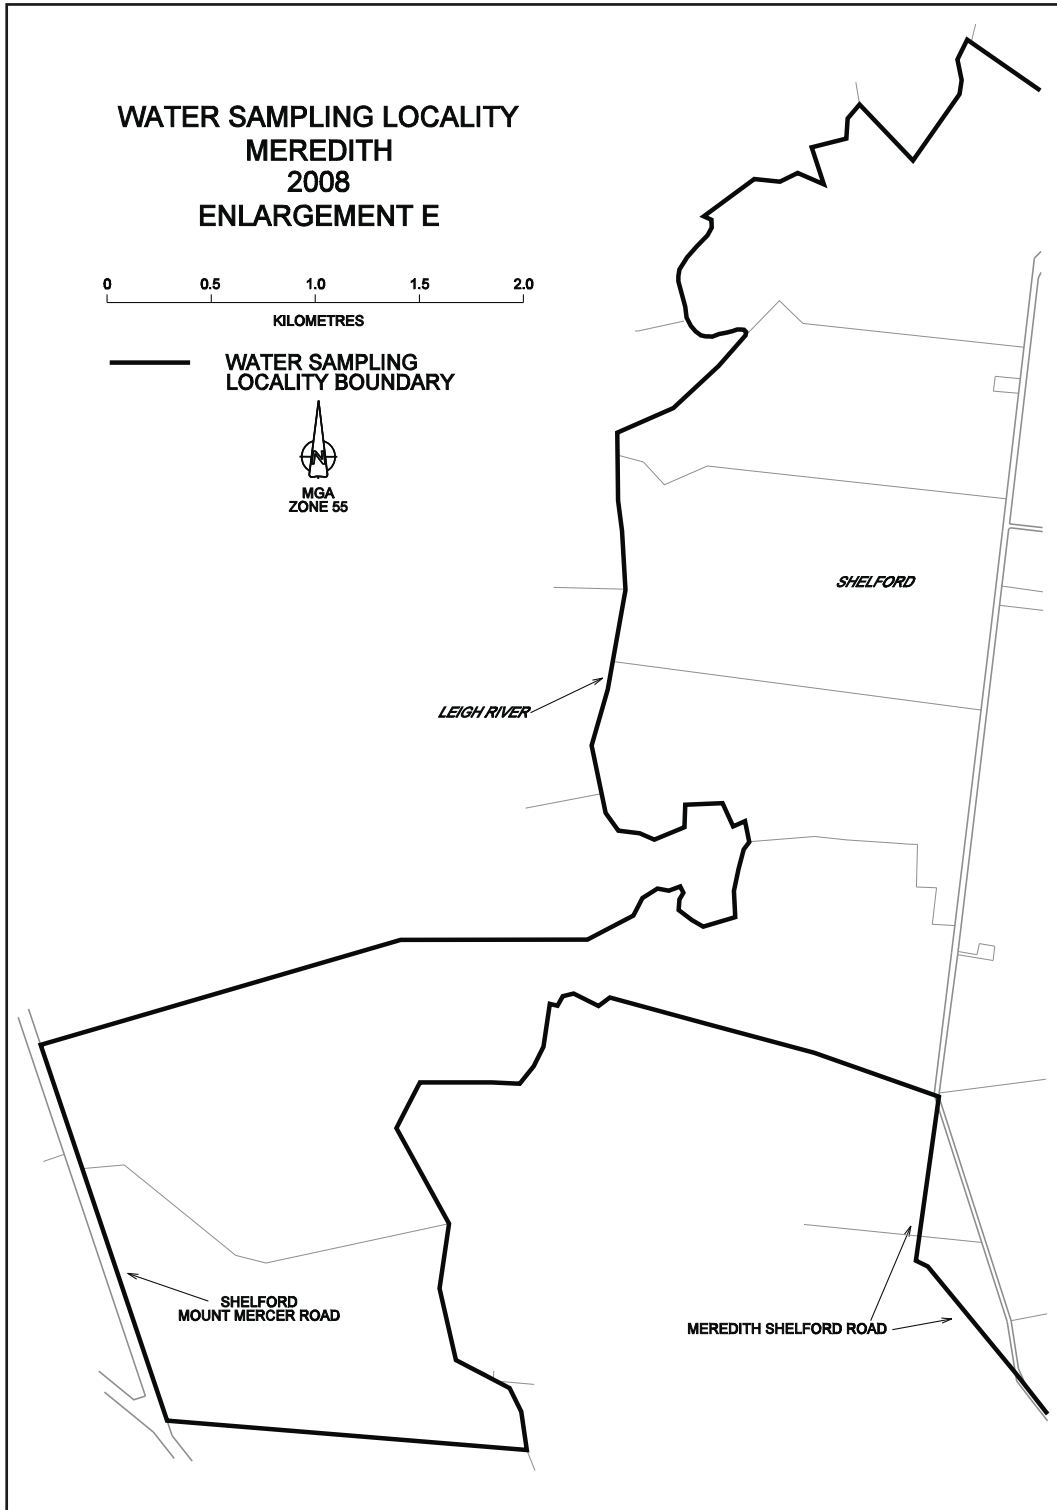 WATER SAMPLING LOCALITY
MEREDITH
2008
ENLARGEMENT E
0 0.5 1.0 1.5 2.0
KILOMETRES
WATER SAMPLING
LOCALITY BOUNDARY
N
MGA
ZONE 55
SHELFORD
LEIGH RIVER
SHELFORD
MOUNT MERCER ROAD
MEREDITH SHELFORD ROAD